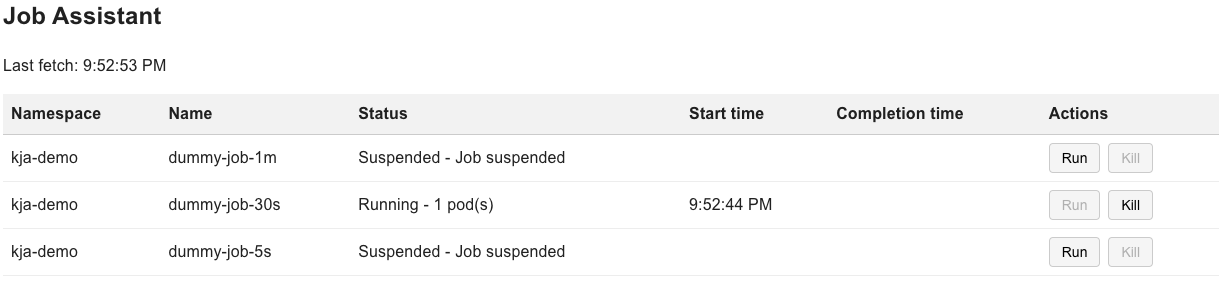 Job Assistant
Last fetch: 9:52:53 PM
Namespace Name Status Start time Completion time Actions
kja-demo dummy-job-1m Suspended - Job suspended Run Kill
kja-demo dummy-job-30s Running - 1 pod(s) 9:52:44 PM Run Kill
kja-demo dummy-job-5s Suspended - Job suspended Run Kill